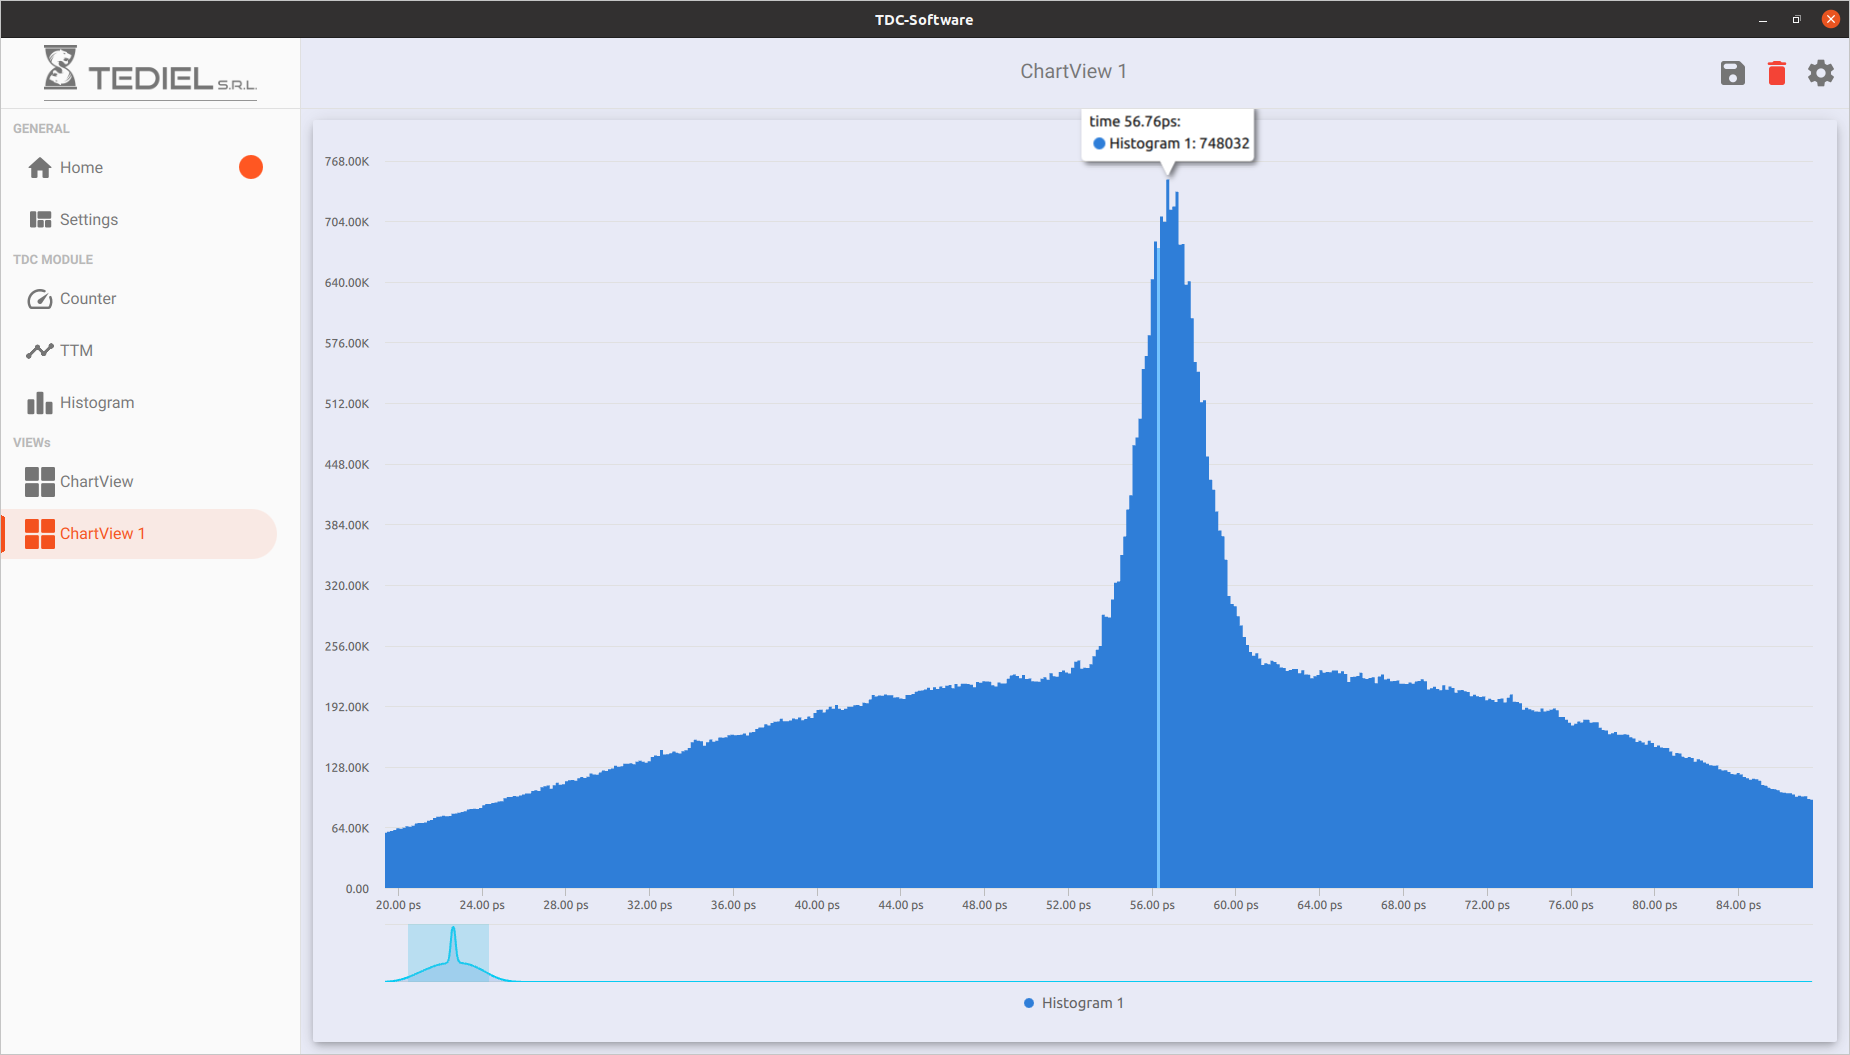 TDC-Software
TEDIEL S.R.L.
ChartView 1
GENERAL
Home
Settings
TDC MODULE
Counter
TTM
Histogram
VIEWs
ChartView
ChartView 1
time 56.76ps:
Histogram 1: 748032
768.00K
704.00K
640.00K
576.00K
512.00K
448.00K
384.00K
320.00K
256.00K
192.00K
128.00K
64.00K
0.00
20.00 ps 24.00 ps 28.00 ps 32.00 ps 36.00 ps 40.00 ps 44.00 ps 48.00 ps 52.00 ps 56.00 ps 60.00 ps 64.00 ps 68.00 ps 72.00 ps 76.00 ps 80.00 ps 84.00 ps
Histogram 1